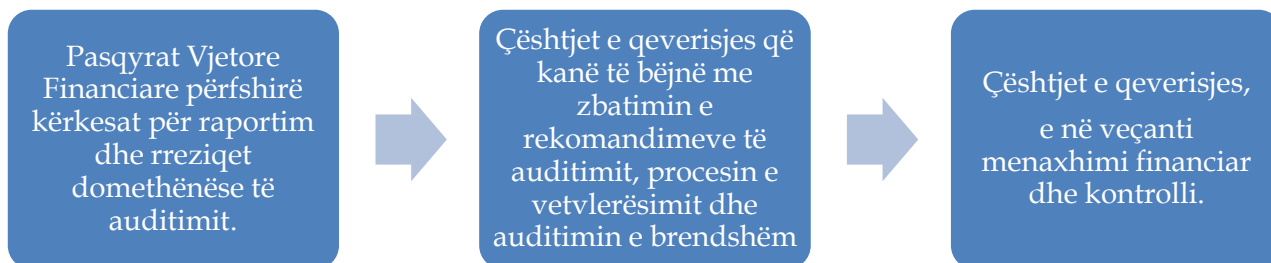 Pasqyrat Vjetore
Financiare përfshirë
kërkesat për raportim
dhe rreziqet
domethënëse të
auditimit.
Çështjet e qeverisjes që
kanë të bëjnë me
zbatimin e
rekomandimeve të
auditimit, procesin e
vetvlerësimit dhe
auditimin e brendshëm
Çështjet e qeverisjes,
e në veçanti
menaxhimi financiar
dhe kontrolli.